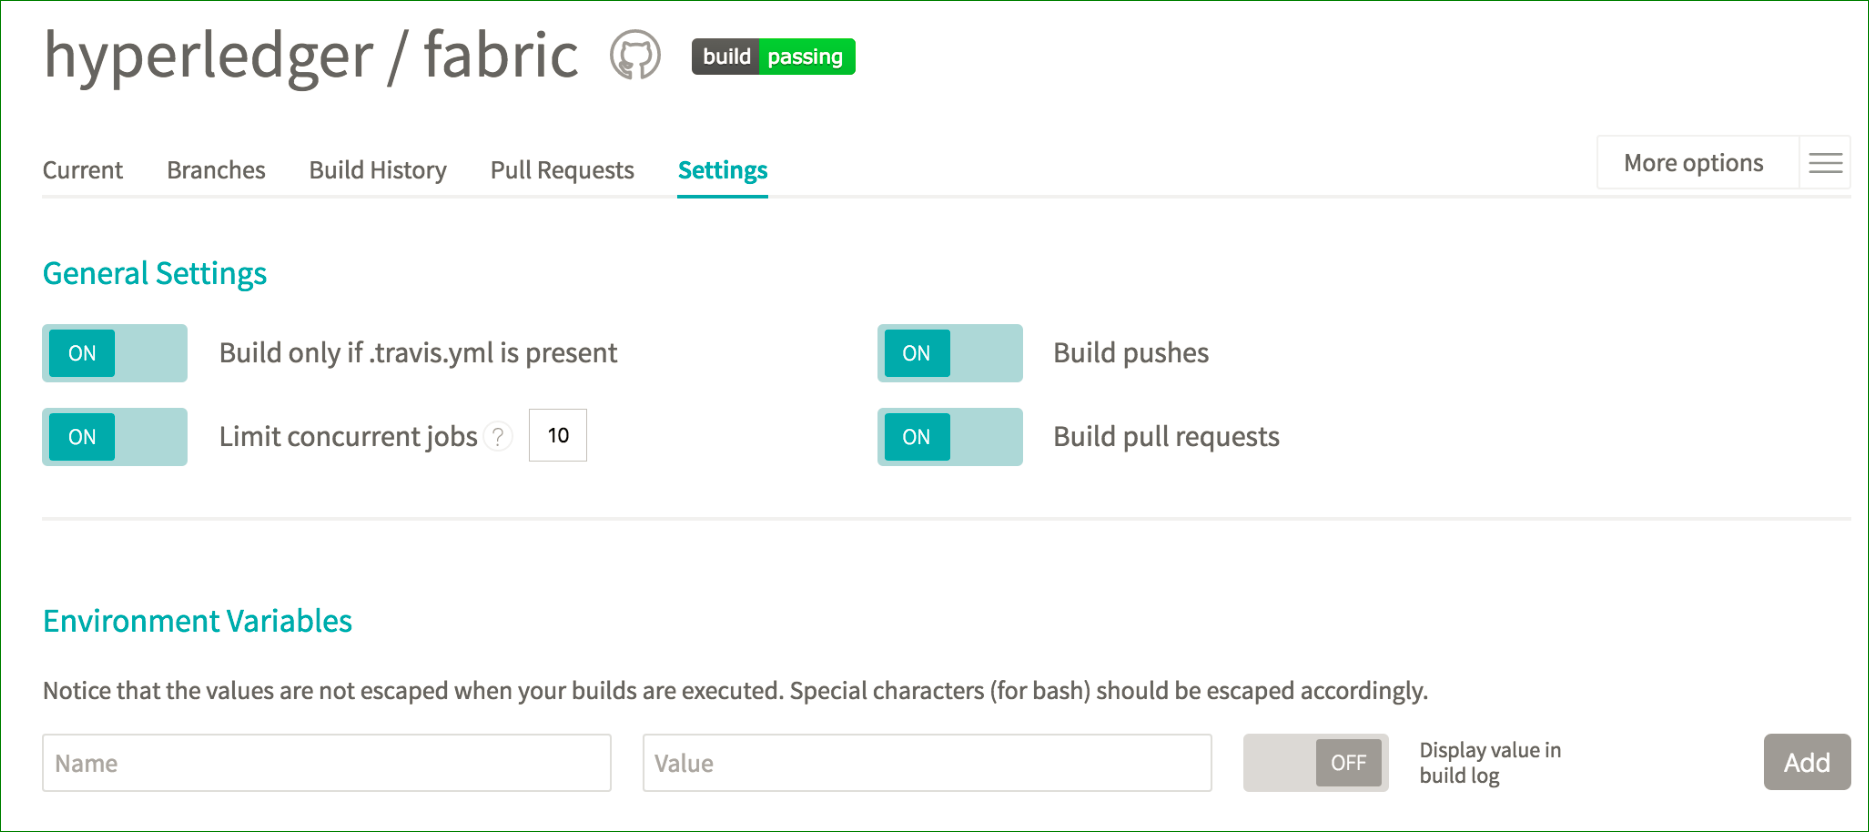 hyperledger / fabric build passing
Current Branches Build History Pull Requests Settings More options
General Settings
ON Build only if .travis.yml is present ON Build pushes
ON Limit concurrent jobs ? 10 ON Build pull requests
Environment Variables
Notice that the values are not escaped when your builds are executed. Special characters (for bash) should be escaped accordingly.
Name Value OFF Display value in
build log
Add